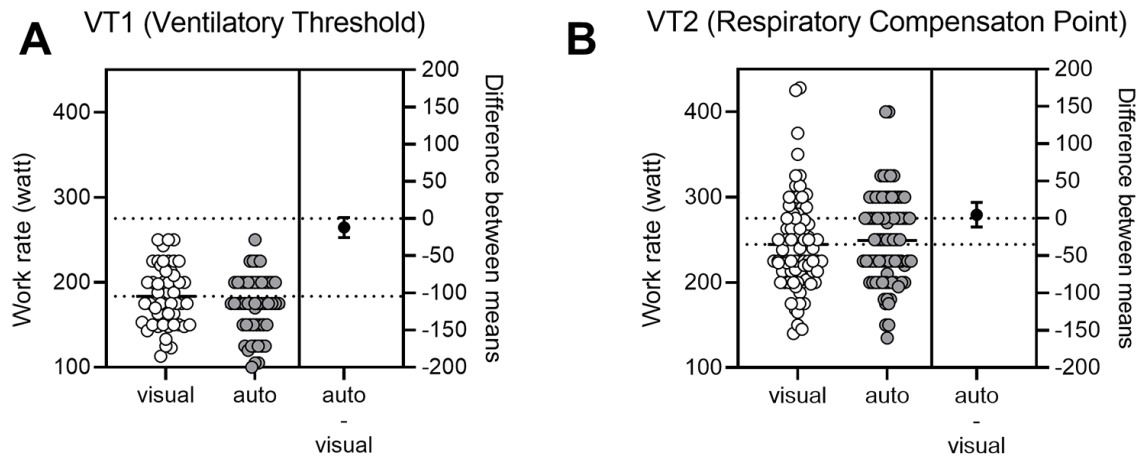 A
VT1 (Ventilatory Threshold)
Work rate (watt)
400
300
200
100
200
150
100
50
0
-50
-100
-150
-200
Difference between means
visual
auto
auto
-
visual
B
VT2 (Respiratory Compensaton Point)
Work rate (watt)
400
300
200
100
200
150
100
50
0
-50
-100
-150
-200
Difference between means
visual
auto
auto
-
visual